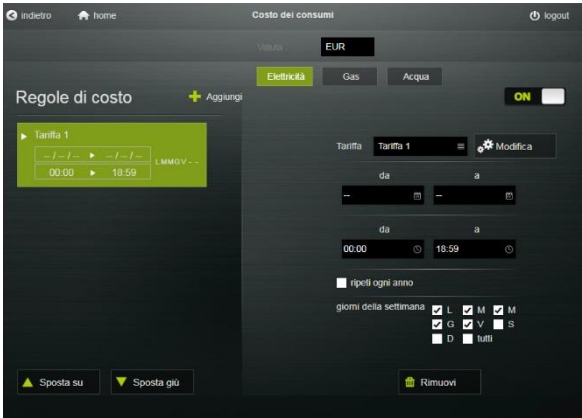 indietro home Costo dei consumi logout
Valuta EUR
Elettricità Gas Acqua
Regole di costo Aggiungi ON
Tariffa 1
-- / -- / -- -- / -- / --
LMMGV - -
00:00 18:59
Tariffa Tariffa 1 Modifica
da a
-- --
da a
00:00 18:59
ripeti ogni anno
giorni della settimana L M M
G V S
D tutti
Sposta su Sposta giù Rimuovi